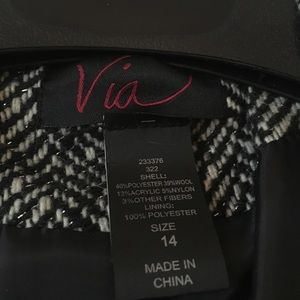 Via
233376
322
SHELL:
40%POLYESTER 39%WOOL
13%ACRYLIC 5%NYLON
3%OTHER FIBERS
LINING:
100% POLYESTER
SIZE
14
MADE IN
CHINA